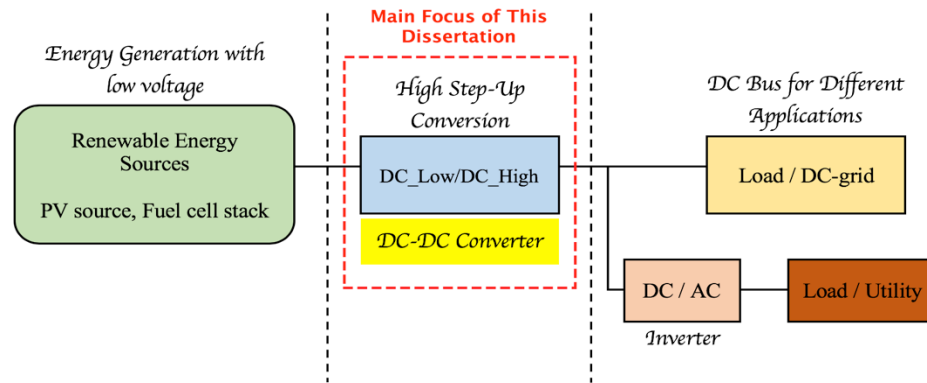 Main Focus of This
Dissertation
Energy Generation with
low voltage
Renewable Energy
Sources
PV source, Fuel cell stack
High Step-Up
Conversion
DC_Low/DC_High
DC-DC Converter
DC Bus for Different
Applications
Load / DC-grid
DC / AC
Inverter
Load / Utility